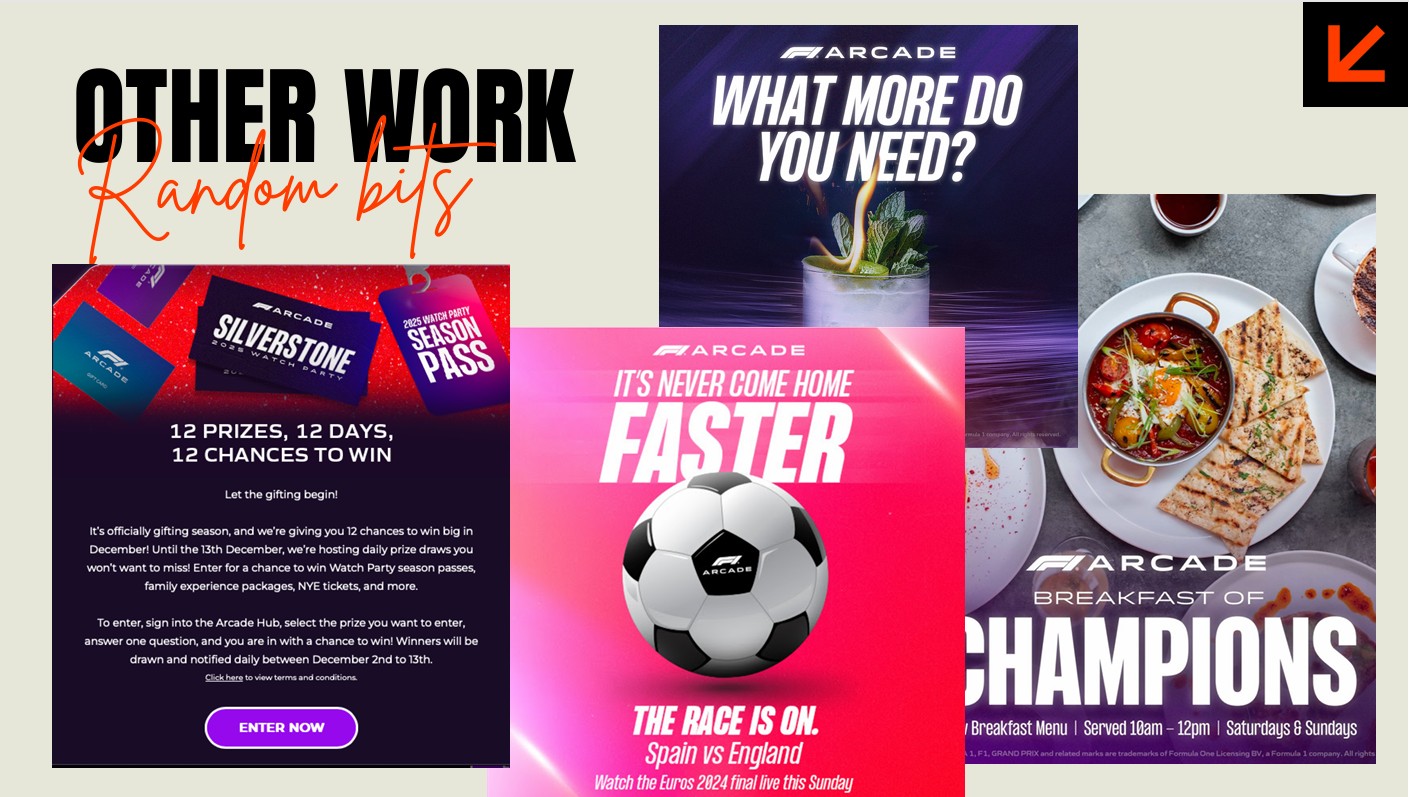 OTHER WORK
Random bits
F1 ARCADE
WHAT MORE DO
YOU NEED?
mula 1 company. All rights reserved.
ARCADE
ARCADE
GIFT CARD
F1 ARCADE
SILVERSTONE
2025 WATCH PARTY
2025 WATCH PARTY
SEASON
PASS
12 PRIZES, 12 DAYS,
12 CHANCES TO WIN
Let the gifting begin!
It's officially gifting season, and we're giving you 12 chances to win big in
December! Until the 13th December, we're hosting daily prize draws you
won't want to miss! Enter for a chance to win Watch Party season passes,
family experience packages, NYE tickets, and more.
To enter, sign into the Arcade Hub, select the prize you want to enter,
answer one question, and you are in with a chance to win! Winners will be
drawn and notified daily between December 2nd to 13th.
Click here to view terms and conditions.
ENTER NOW
F1 ARCADE
IT'S NEVER COME HOME
FASTER
F1
ARCADE
THE RACE IS ON.
Spain vs England
Watch the Euros 2024 final live this Sunday
F1 ARCADE
BREAKFAST OF
CHAMPIONS
Breakfast Menu | Served 10am – 12pm | Saturdays & Sundays
1, F1, GRAND PRIX and related marks are trademarks of Formula One Licensing BV, a Formula 1 company. All rights